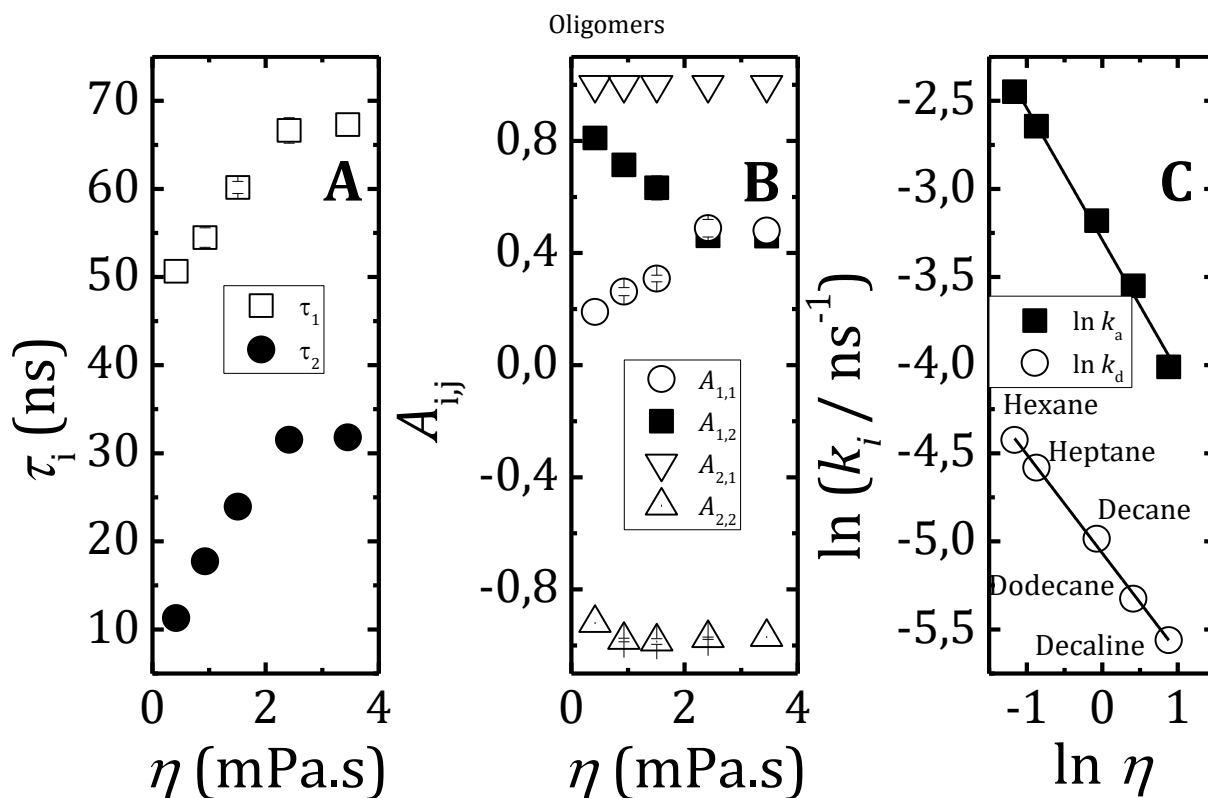 Oligomers
τi (ns)
70
60
50
40
30
20
10
0
2
4
η (mPa.s)
A
τ1
τ2
Ai,j
0,8
0,4
0,0
-0,4
-0,8
0
2
4
η (mPa.s)
B
A1,1
A1,2
A2,1
A2,2
ln (ki / ns-1)
-2,5
-3,0
-3,5
-4,0
-4,5
-5,0
-5,5
-1
0
1
ln η
C
ln ka
ln kd
Hexane
Heptane
Decane
Dodecane
Decaline